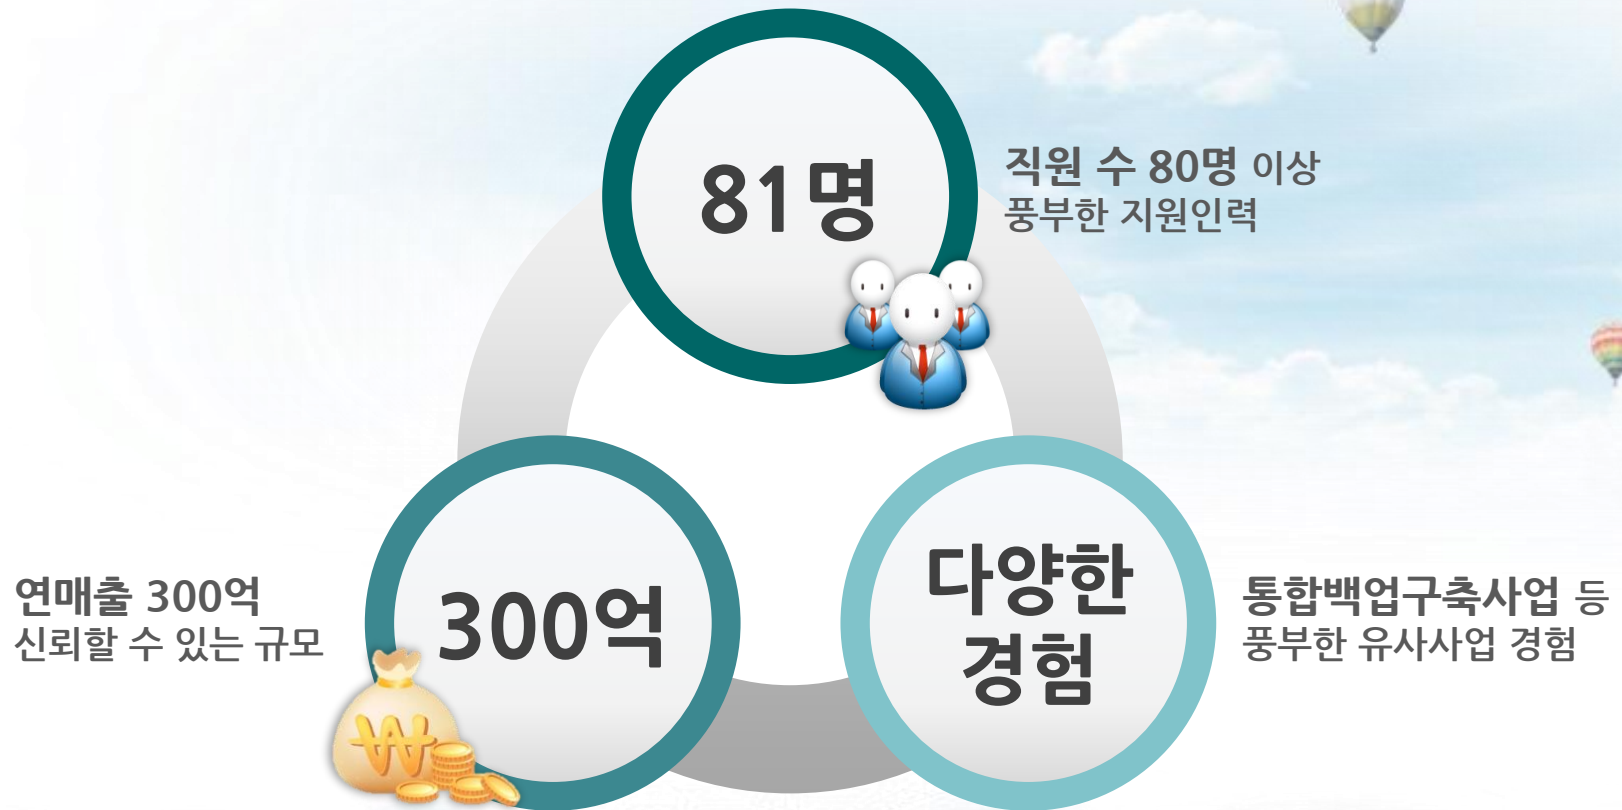 81명
직원 수 80명 이상
풍부한 지원인력
연매출 300억
신뢰할 수 있는 규모
300억
다양한
경험
통합백업구축사업 등
풍부한 유사사업 경험